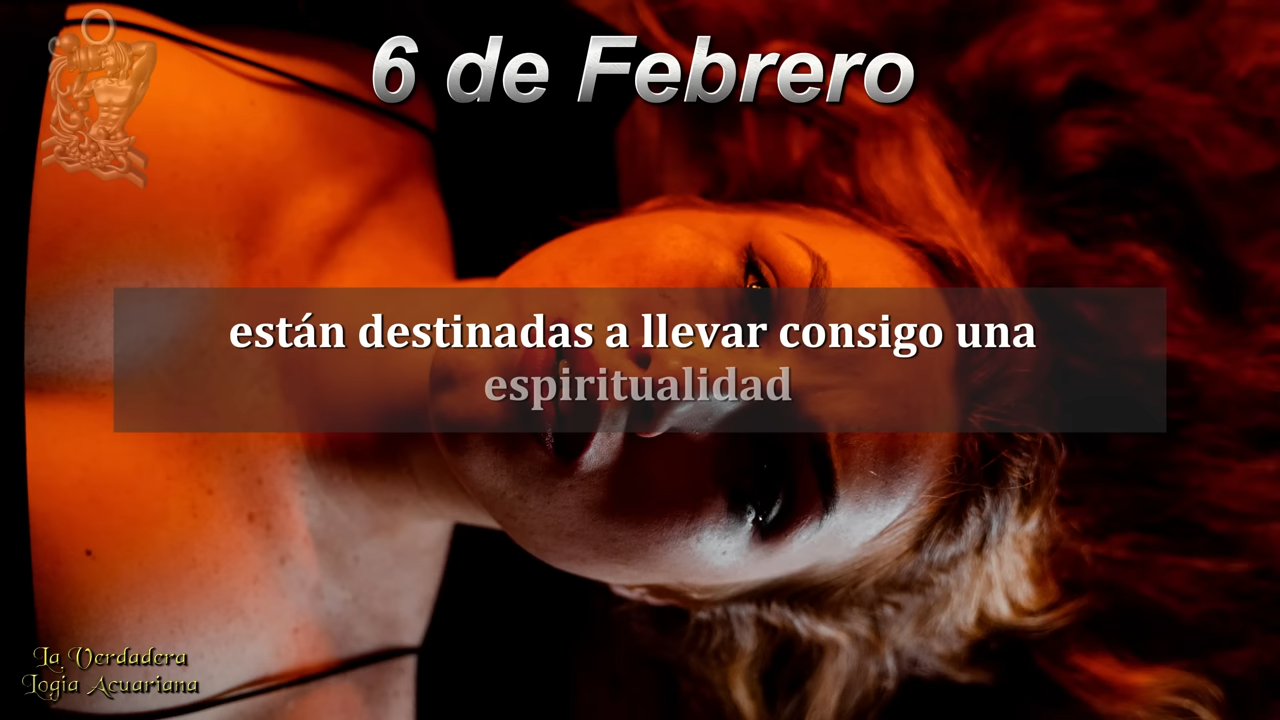 6 de Febrero
están destinadas a llevar consigo una
espiritualidad
La Verdadera
Logia Acuariana